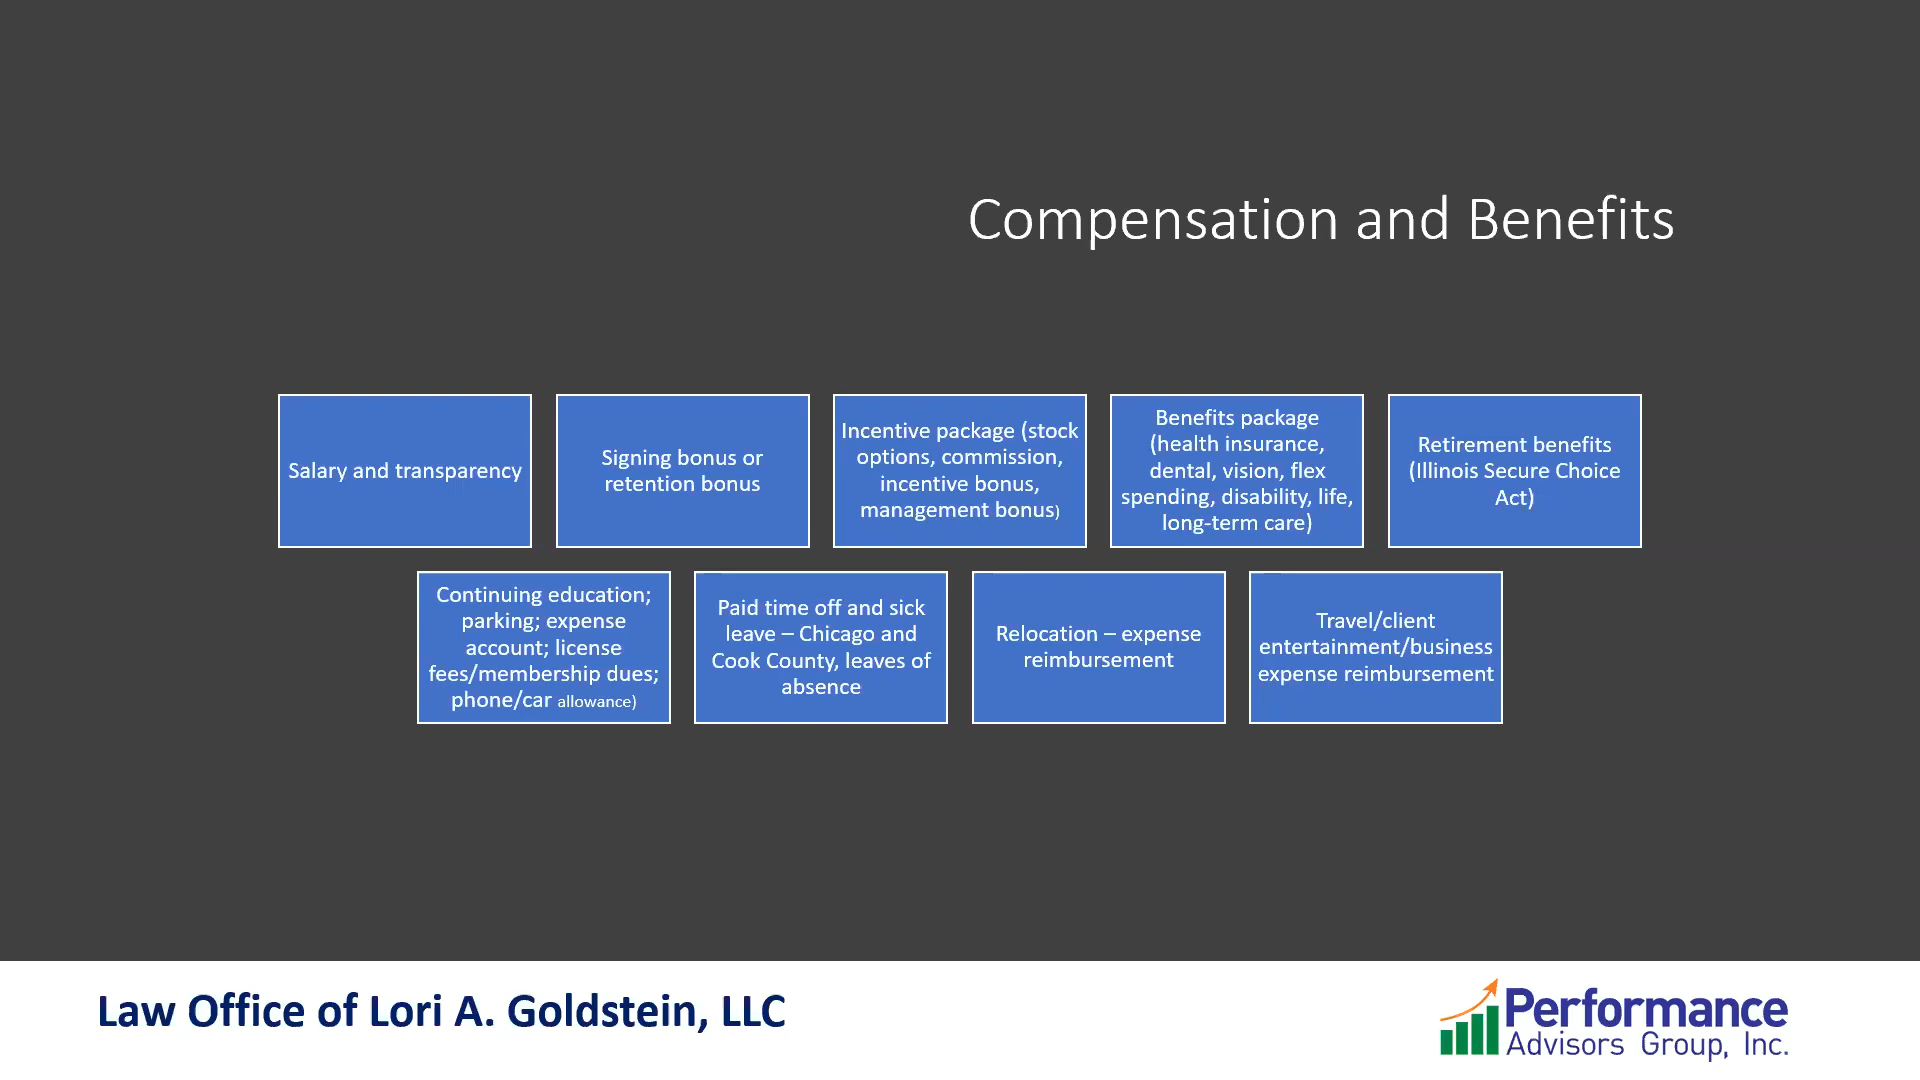 Compensation and Benefits
Salary and transparency
Signing bonus or
retention bonus
Incentive package (stock
options, commission,
incentive bonus,
management bonus)
Benefits package
(health insurance,
dental, vision, flex
spending, disability, life,
long-term care)
Retirement benefits
(Illinois Secure Choice
Act)
Continuing education;
parking; expense
account; license
fees/membership dues;
phone/car allowance)
Paid time off and sick
leave – Chicago and
Cook County, leaves of
absence
Relocation – expense
reimbursement
Travel/client
entertainment/business
expense reimbursement
Law Office of Lori A. Goldstein, LLC
Performance
Advisors Group, Inc.